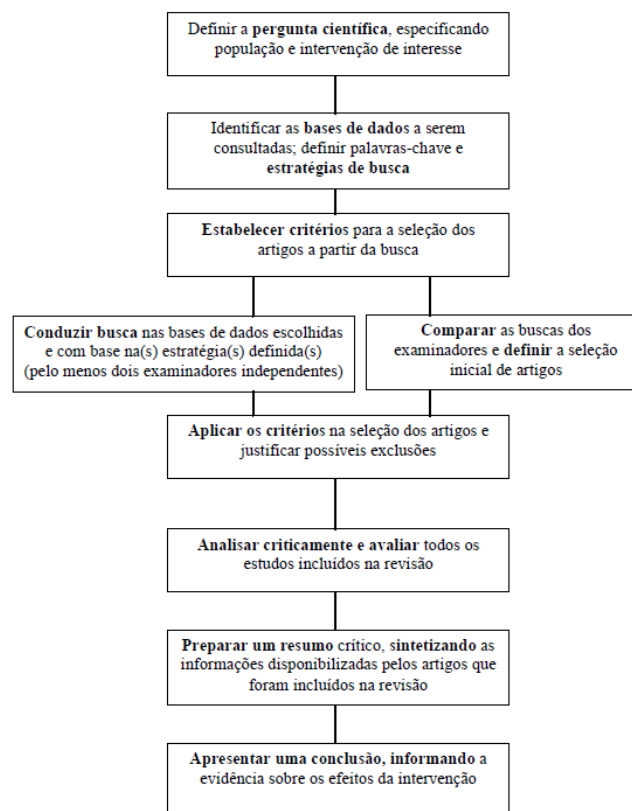 Definir a pergunta científica, especificando
população e intervenção de interesse
Identificar as bases de dados a serem
consultadas; definir palavras-chave e
estratégias de busca
Estabelecer critérios para a seleção dos
artigos a partir da busca
Conduzir busca nas bases de dados escolhidas
e com base na(s) estratégia(s) definida(s)
(pelo menos dois examinadores independentes)
Comparar as buscas dos
examinadores e definir a seleção
inicial de artigos
Aplicar os critérios na seleção dos artigos e
justificar possíveis exclusões
Analisar criticamente e avaliar todos os
estudos incluídos na revisão
Preparar um resumo crítico, sintetizando as
informações disponibilizadas pelos artigos que
foram incluídos na revisão
Apresentar uma conclusão, informando a
evidência sobre os efeitos da intervenção